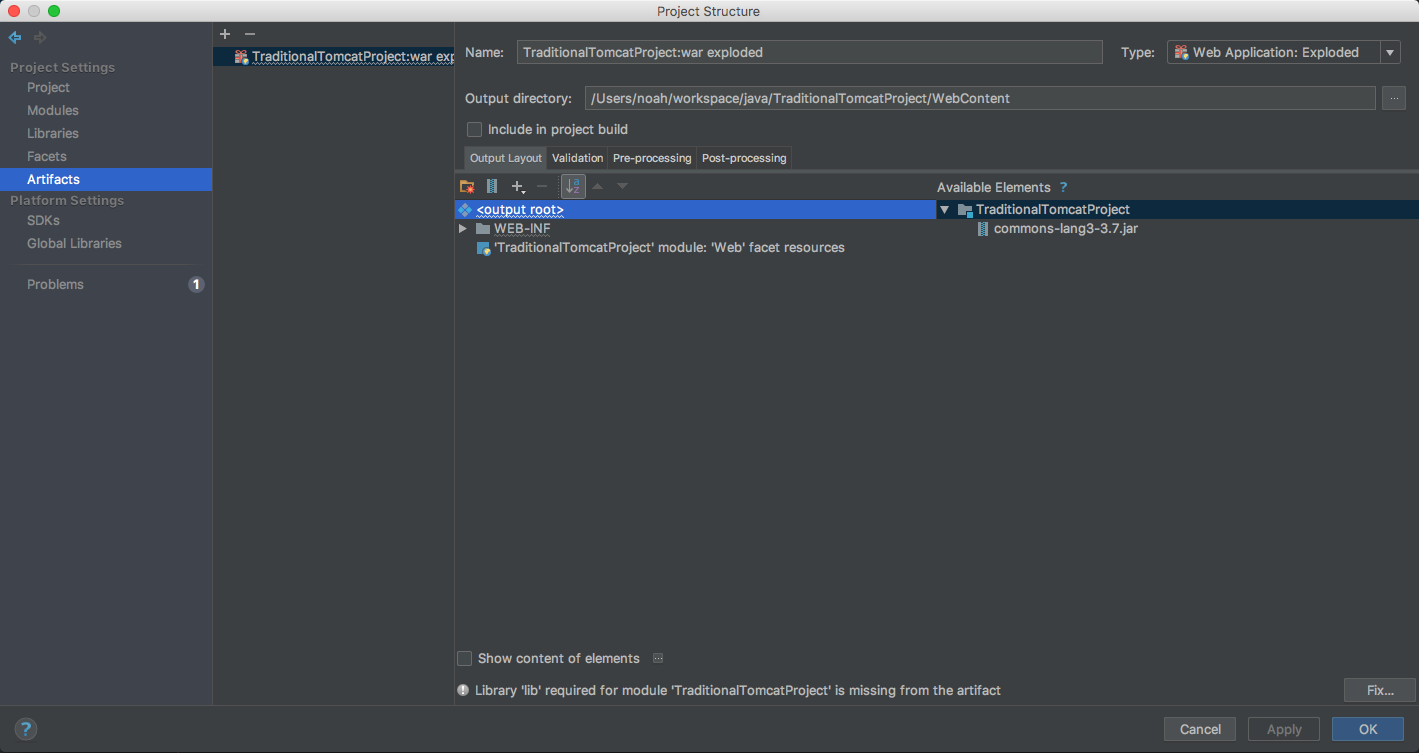 Project Structure
Project Settings
Project
Modules
Libraries
Facets
Artifacts
Platform Settings
SDKs
Global Libraries
Problems 1
TraditionalTomcatProject:war exp
Name: TraditionalTomcatProject:war exploded Type: Web Application: Exploded
Output directory: /Users/noah/workspace/java/TraditionalTomcatProject/WebContent ...
Include in project build
Output Layout Validation Pre-processing Post-processing
a z Available Elements ?
<output root> TraditionalTomcatProject
WEB-INF commons-lang3-3.7.jar
'TraditionalTomcatProject' module: 'Web' facet resources
Show content of elements ...
Library 'lib' required for module 'TraditionalTomcatProject' is missing from the artifact Fix...
? Cancel Apply OK